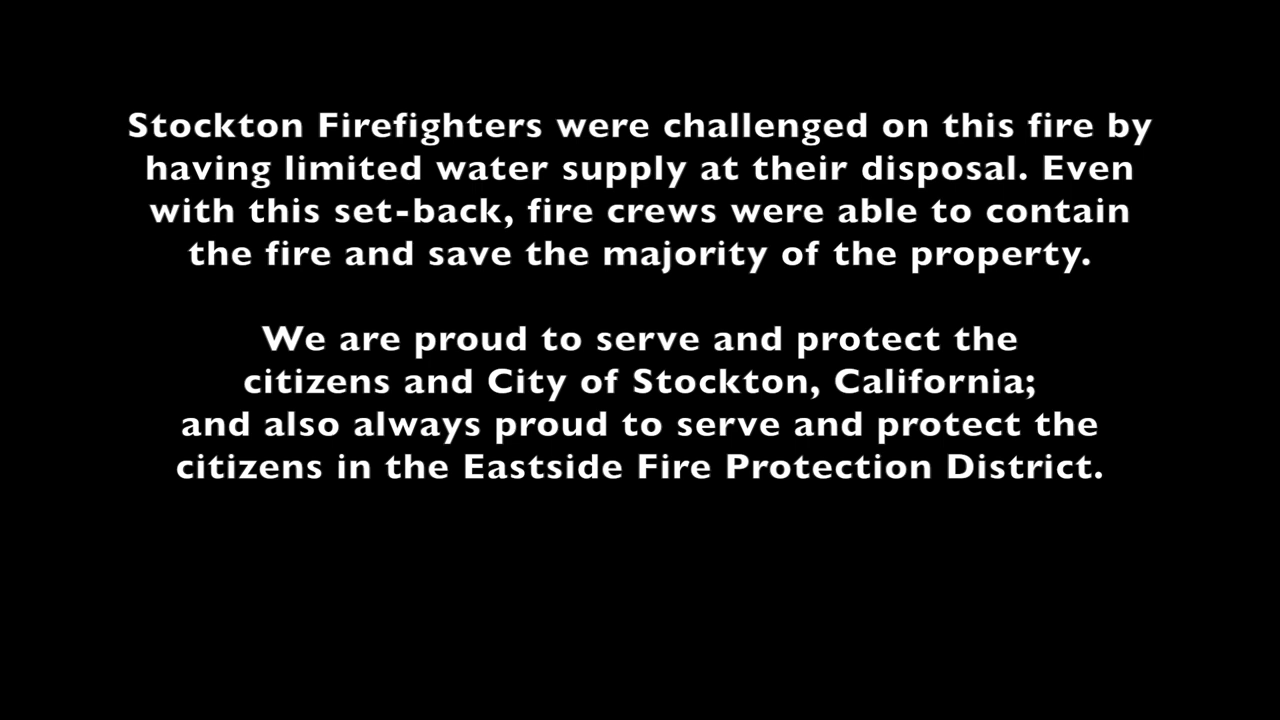 Stockton Firefighters were challenged on this fire by
having limited water supply at their disposal. Even
with this set-back, fire crews were able to contain
the fire and save the majority of the property.
We are proud to serve and protect the
citizens and City of Stockton, California;
and also always proud to serve and protect the
citizens in the Eastside Fire Protection District.